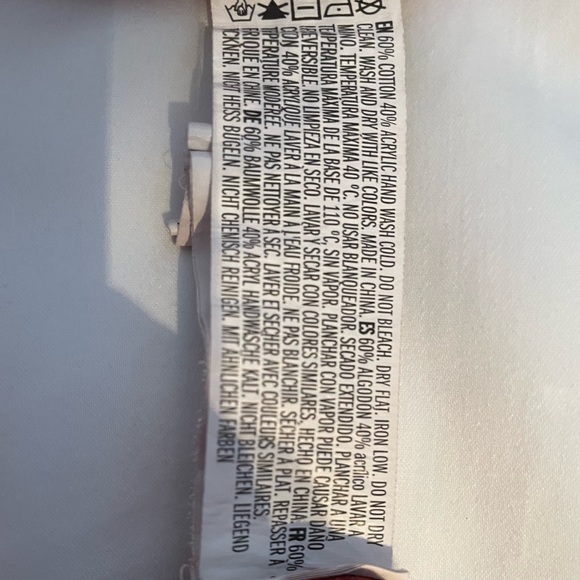 EN 60% COTTON 40% ACRYLIC HAND WASH COLD. DO NOT BLEACH. DRY FLAT. IRON LOW. DO NOT DRY
CLEAN. WASH AND DRY WITH LIKE COLORS. MADE IN CHINA. ES 60% ALGODÓN 40% acrílico LAVAR A
MNO. TEMPERATURA MAXIMA 40 °C. NO USAR BLANQUEADOR. SECADO EXTENDIDO. PLANCHAR A UNA
TEMPERATURA MÁXIMA DE LA BASE DE 110 °C. SIN VAPOR. PLANCHAR CON VAPOR PUEDE CAUSAR DAÑO
IRREVERSIBLE. NO LIMPIEZA EN SECO. LAVAR Y SECAR CON COLORES SIMILARES. HECHO EN CHINA. FR 60%
CON 40% ACRYLIQUE LAVER À LA MAIN À L'EAU FROIDE. NE PAS BLANCHIR. SÉCHER À PLAT. REPASSER À
TEMPÉRATURE MODÉRÉE. NE PAS NETTOYER À SEC. LAVER ET SÉCHER AVEC COULEURS SIMILAIRES.
RIQUÉ EN CHINE. DE 60% BAUMWOLLE 40% ACRYL HANDWÄSCHE KALT. NICHT BLEICHEN. LIEGEND
OCKNEN. NICHT HEISS BÜGELN. NICHT CHEMISCH REINIGEN. MIT ÄHNLICHEN FARBEN